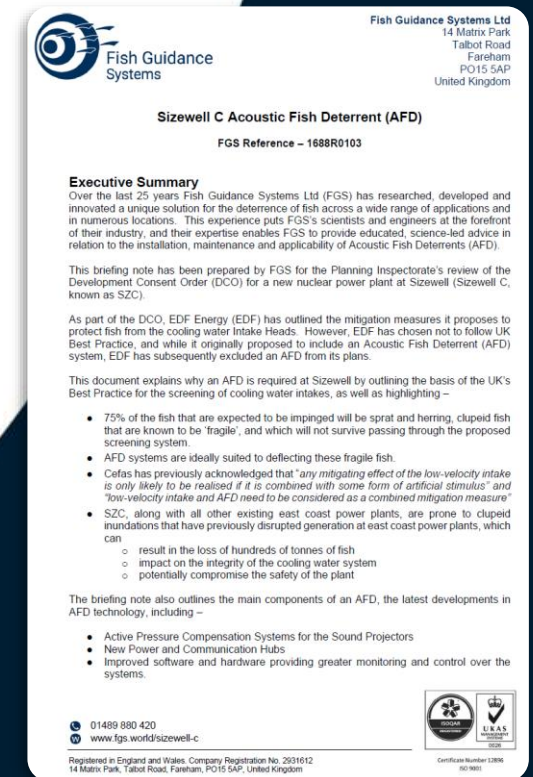 Fish Guidance
Systems
Fish Guidance Systems Ltd
14 Matrix Park
Talbot Road
Fareham
PO15 5AP
United Kingdom
Sizewell C Acoustic Fish Deterrent (AFD)
FGS Reference – 1688R0103
Executive Summary
Over the last 25 years Fish Guidance Systems Ltd (FGS) has researched, developed and
innovated a unique solution for the deterrence of fish across a wide range of applications and
in numerous locations. This experience puts FGS's scientists and engineers at the forefront
of their industry, and their expertise enables FGS to provide educated, science-led advice in
relation to the installation, maintenance and applicability of Acoustic Fish Deterrents (AFD).
This briefing note has been prepared by FGS for the Planning Inspectorate's review of the
Development Consent Order (DCO) for a new nuclear power plant at Sizewell (Sizewell C,
known as SZC).
As part of the DCO, EDF Energy (EDF) has outlined the mitigation measures it proposes to
protect fish from the cooling water Intake Heads. However, EDF has chosen not to follow UK
Best Practice, and while it originally proposed to include an Acoustic Fish Deterrent (AFD)
system, EDF has subsequently excluded an AFD from its plans.
This document explains why an AFD is required at Sizewell by outlining the basis of the UK's
Best Practice for the screening of cooling water intakes, as well as highlighting –
• 75% of the fish that are expected to be impinged will be sprat and herring, clupeid fish
that are known to be 'fragile', and which will not survive passing through the proposed
screening system.
• AFD systems are ideally suited to deflecting these fragile fish.
• Cefas has previously acknowledged that "any mitigating effect of the low-velocity intake
is only likely to be realised if it is combined with some form of artificial stimulus" and
"low-velocity intake and AFD need to be considered as a combined mitigation measure"
• SZC, along with all other existing east coast power plants, are prone to clupeid
inundations that have previously disrupted generation at east coast power plants, which
can
o result in the loss of hundreds of tonnes of fish
o impact on the integrity of the cooling water system
o potentially compromise the safety of the plant
The briefing note also outlines the main components of an AFD, the latest developments in
AFD technology, including –
• Active Pressure Compensation Systems for the Sound Projectors
• New Power and Communication Hubs
• Improved software and hardware providing greater monitoring and control over the
systems.
01489 880 420
www.fgs.world/sizewell-c
Registered in England and Wales. Company Registration No. 2931612
14 Matrix Park, Talbot Road, Fareham, PO15 5AP, United Kingdom
ISOQAR
REGISTERED
UKAS
MANAGEMENT
SYSTEMS
0026
Certificate Number 12896
ISO 9001